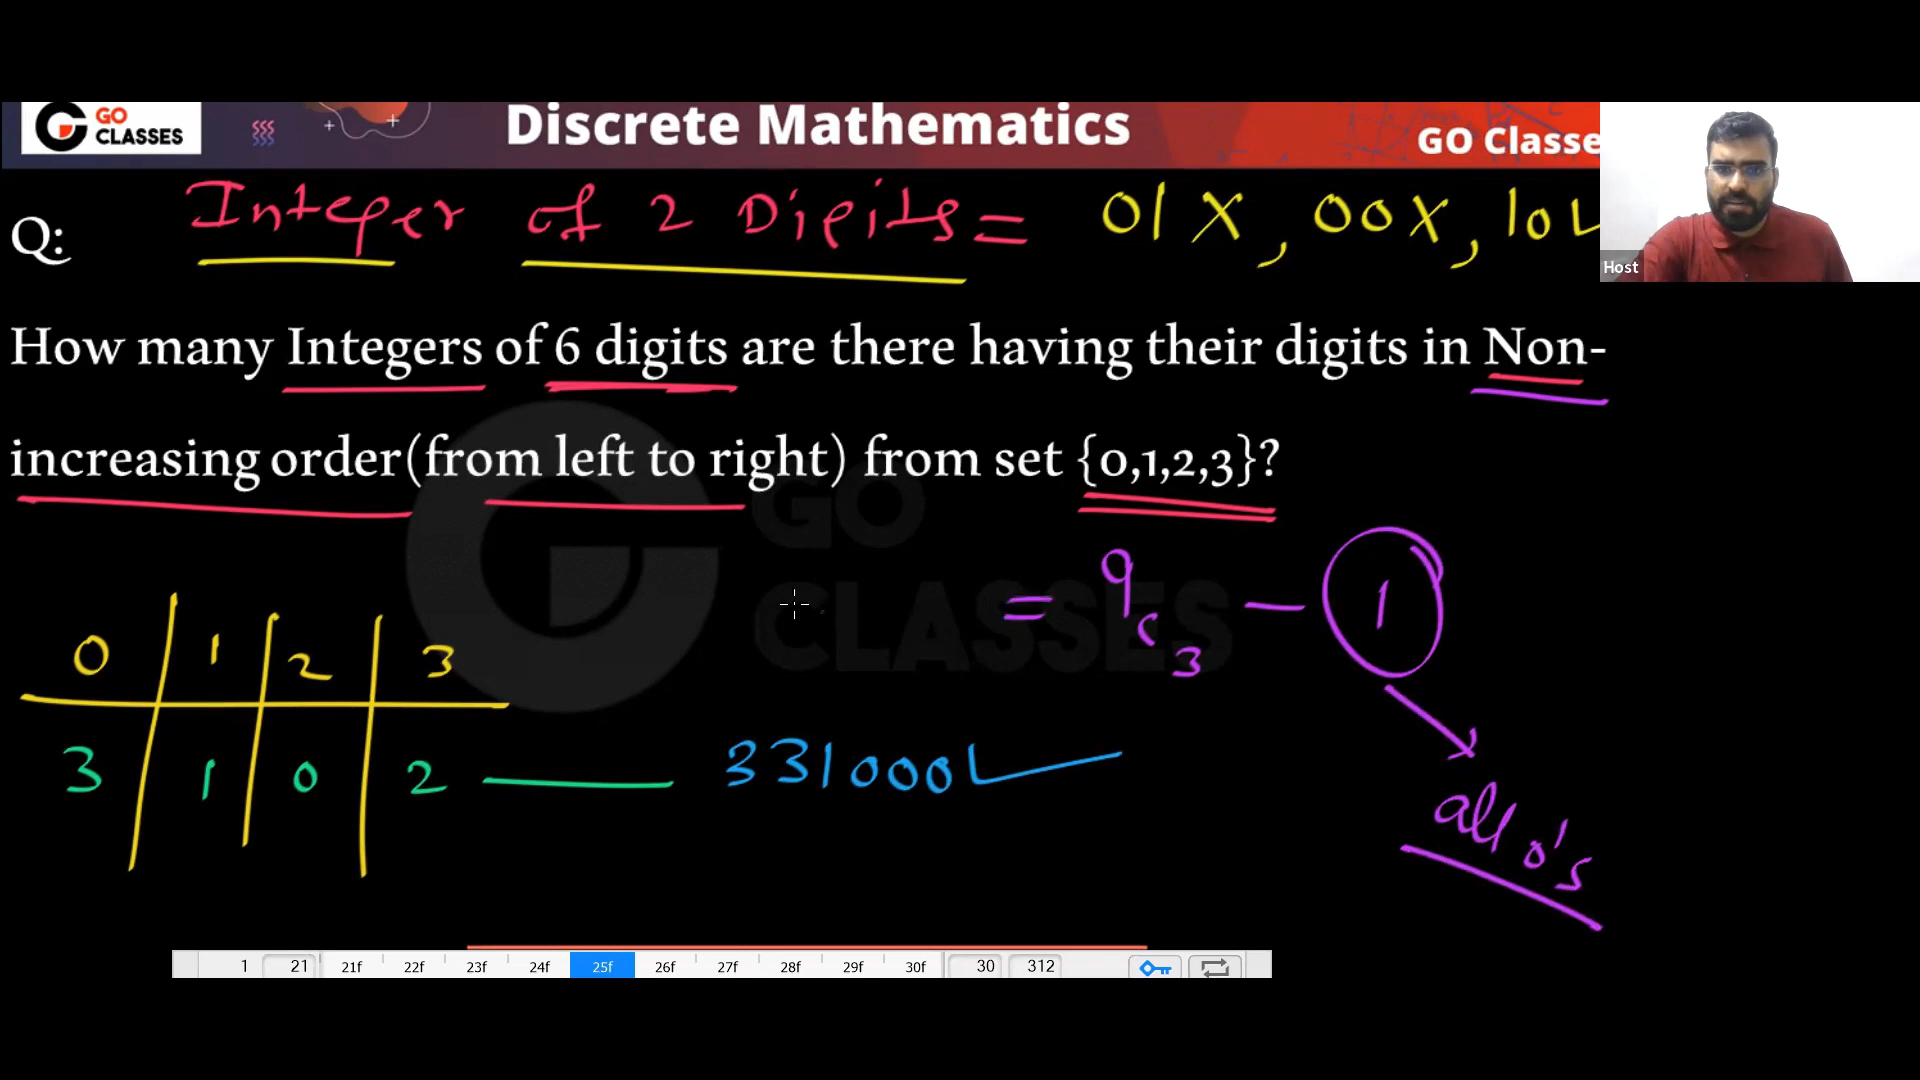 GO
CLASSES
Discrete Mathematics
GO Classe
Host
Q: Integer of 2 Digits = 01 X, 00 X, 10
How many Integers of 6 digits are there having their digits in Non-
increasing order(from left to right) from set {0,1,2,3}?
GO
CLASSES
= 9c3 — 1
0 1 2 3
3 1 0 2 331000
all 0's
1 21 21f 22f 23f 24f 25f 26f 27f 28f 29f 30f 30 312